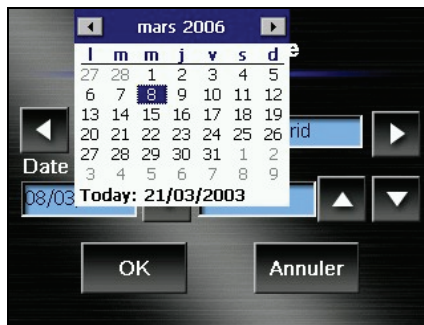 mars 2006
e
l m m j v s d
27 28 1 2 3 4 5
6 7 8 9 10 11 12
13 14 15 16 17 18 19
20 21 22 23 24 25 26
rid
27 28 29 30 31 1 2
Date
3 4 5 6 7 8 9
08/03
Today: 21/03/2003
OK Annuler